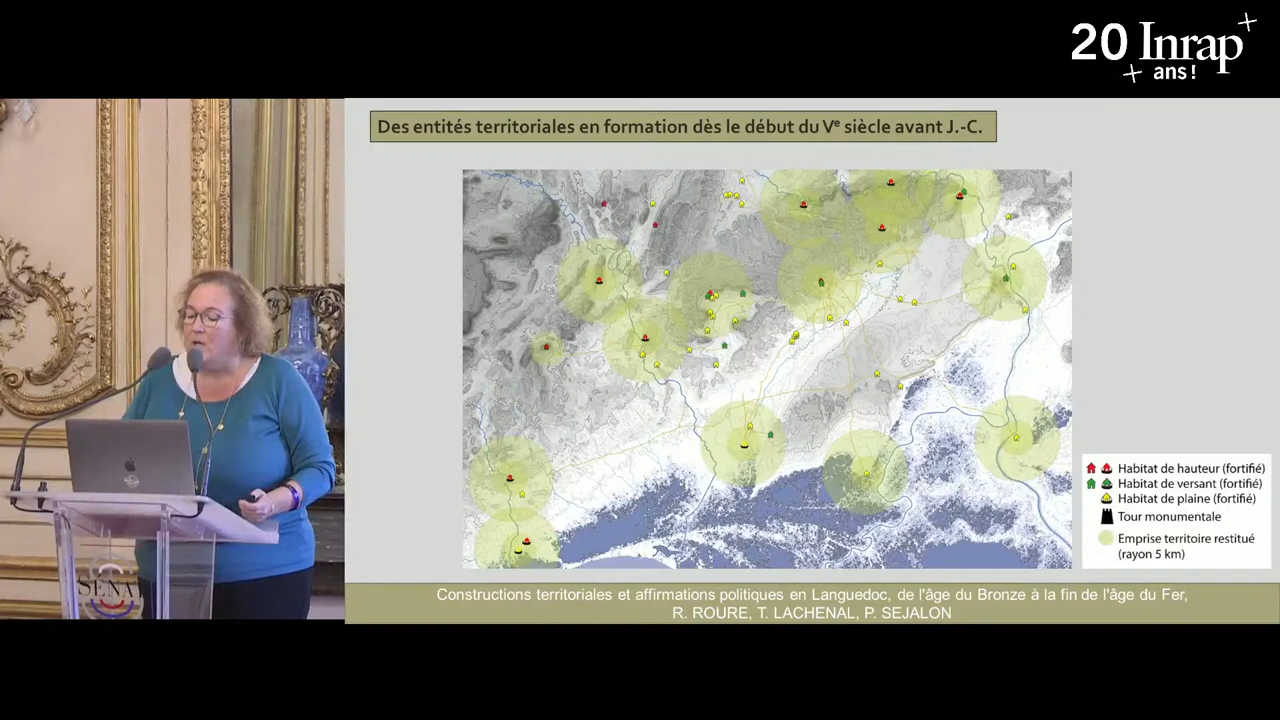 20 Inrap
ans !
Des entités territoriales en formation dès le début du Ve siècle avant J.-C.
Habitat de hauteur (fortifié)
Habitat de versant (fortifié)
Habitat de plaine (fortifié)
Tour monumentale
Emprise territoire restitué
(rayon 5 km)
SÉNAT
Constructions territoriales et affirmations politiques en Languedoc, de l'âge du Bronze à la fin de l'âge du Fer,
R. ROURE, T. LACHENAL, P. SEJALON